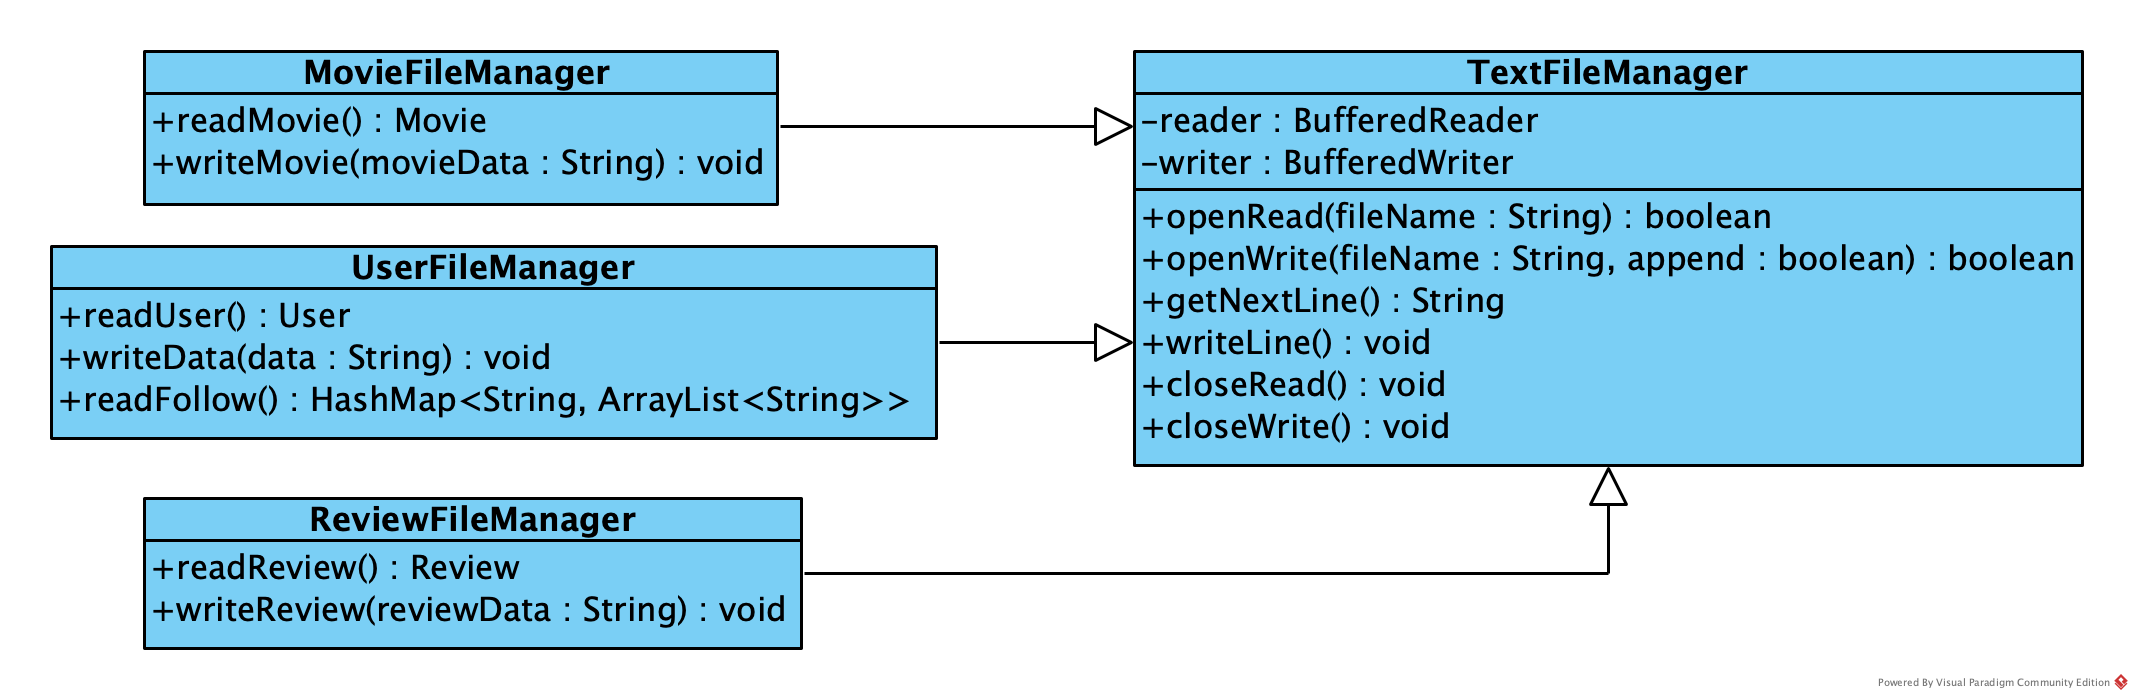 MovieFileManager
+readMovie() : Movie
+writeMovie(movieData : String) : void
UserFileManager
+readUser() : User
+writeData(data : String) : void
+readFollow() : HashMap<String, ArrayList<String>>
ReviewFileManager
+readReview() : Review
+writeReview(reviewData : String) : void
TextFileManager
-reader : BufferedReader
-writer : BufferedWriter
+openRead(fileName : String) : boolean
+openWrite(fileName : String, append : boolean) : boolean
+getNextLine() : String
+writeLine() : void
+closeRead() : void
+closeWrite() : void
Powered By Visual Paradigm Community Edition